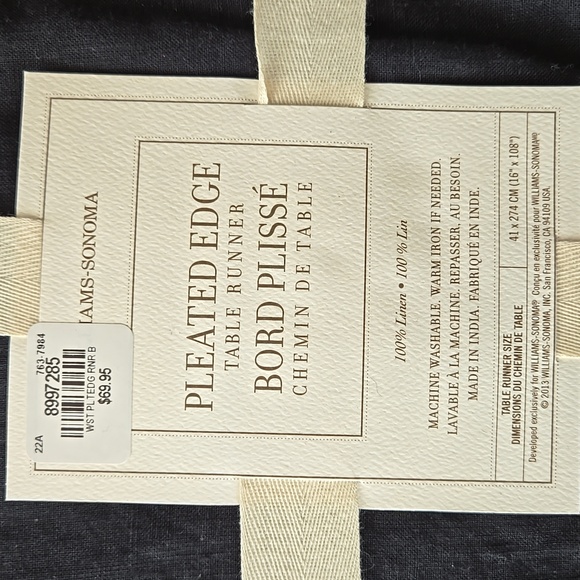 IAMS-SONOMA
22A
763-7984
8997285
WST PLTEDG RNR B
$69.95
PLEATED EDGE
TABLE RUNNER
BORD PLISSÉ
CHEMIN DE TABLE
100% Linen • 100 % Lin
MACHINE WASHABLE. WARM IRON IF NEEDED.
LAVABLE À LA MACHINE. REPASSER, AU BESOIN.
MADE IN INDIA. FABRIQUÉ EN INDE.
TABLE RUNNER SIZE
DIMENSIONS DU CHEMIN DE TABLE
41 x 274 CM (16" x 108")
Developed exclusively for WILLIAMS-SONOMA® Conçu en exclusivité pour WILLIAMS-SONOMA®
© 2013 WILLIAMS-SONOMA, INC. San Francisco, CA 94109 USA